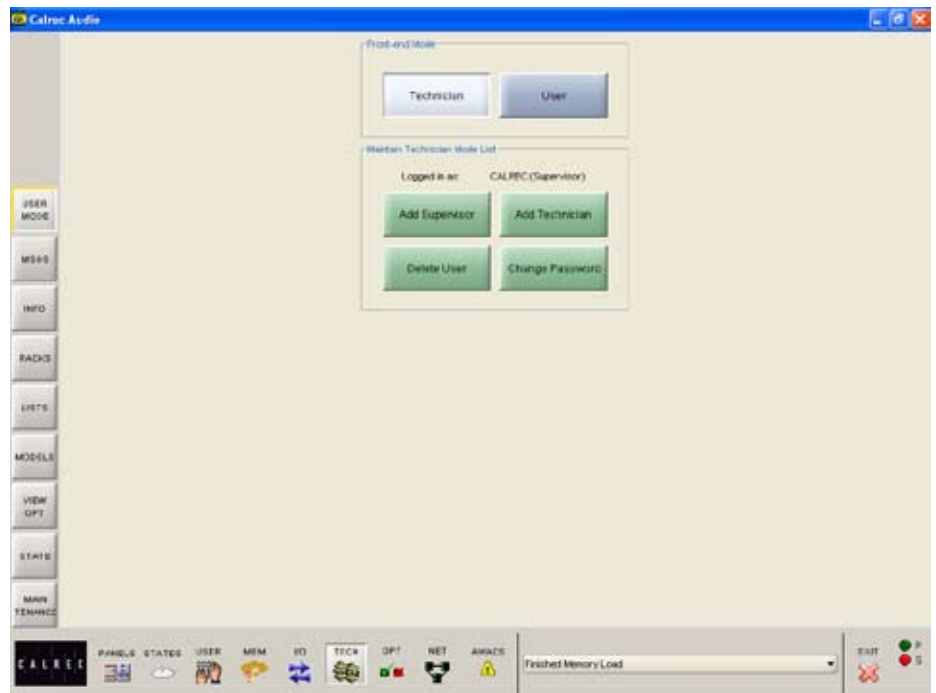 Calrec Audio
Front-end Mode
Technician
User
Maintain Technician Mode List
Logged in as:
CALREC (Supervisor)
Add Supervisor
Add Technician
Delete User
Change Password
USER
MODE
MSGS
INFO
RACKS
LISTS
MODELS
VIEW
OPT
STATE
MAIN
TENANCE
CALREC
PANELS
STATES
USER
MEM
I/O
TECH
OPT
NET
AWACS
Finished Memory Load
EXIT
P
S